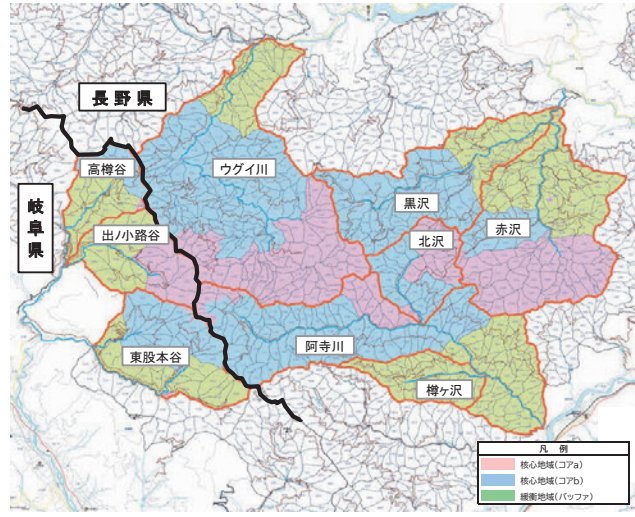 長野県
高樽谷
ウグイ川
岐阜県
黒沢
出ノ小路谷
北沢
赤沢
東股本谷
阿寺川
樽ヶ沢
凡 例
核心地域(コアa)
核心地域(コアb)
緩衝地域(バッファ)